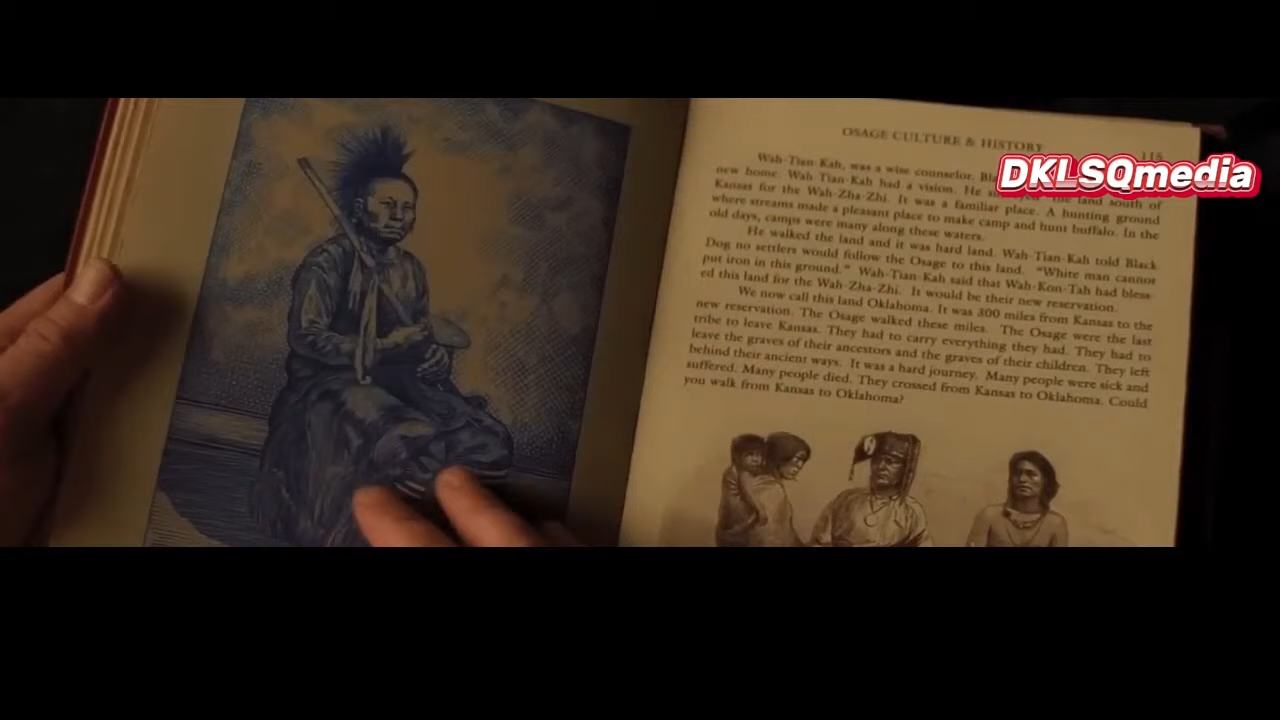 OSAGE CULTURE & HISTORY
115
DKLSQmedia
Wah-Tian-Kah, was a wise counselor.
new home. Wah-Tian-Kah had a vision. He the land south of
Kansas for the Wah-Zha-Zhi. It was a familiar place. A hunting ground
where streams made a pleasant place to make camp and hunt buffalo. In the
old days, camps were many along these waters.
He walked the land and it was hard land. Wah-Tian-Kah told Black
Dog no settlers would follow the Osage to this land. "White man cannot
put iron in this ground." Wah-Tian-Kah said that Wah-Kon-Tah had bless-
ed this land for the Wah-Zha-Zhi. It would be their new reservation.
We now call this land Oklahoma. It was 300 miles from Kansas to the
new reservation. The Osage walked these miles. The Osage were the last
tribe to leave Kansas. They had to carry everything they had. They had to
leave the graves of their ancestors and the graves of their children. They left
behind their ancient ways. It was a hard journey. Many people were sick and
suffered. Many people died. They crossed from Kansas to Oklahoma. Could
you walk from Kansas to Oklahoma?